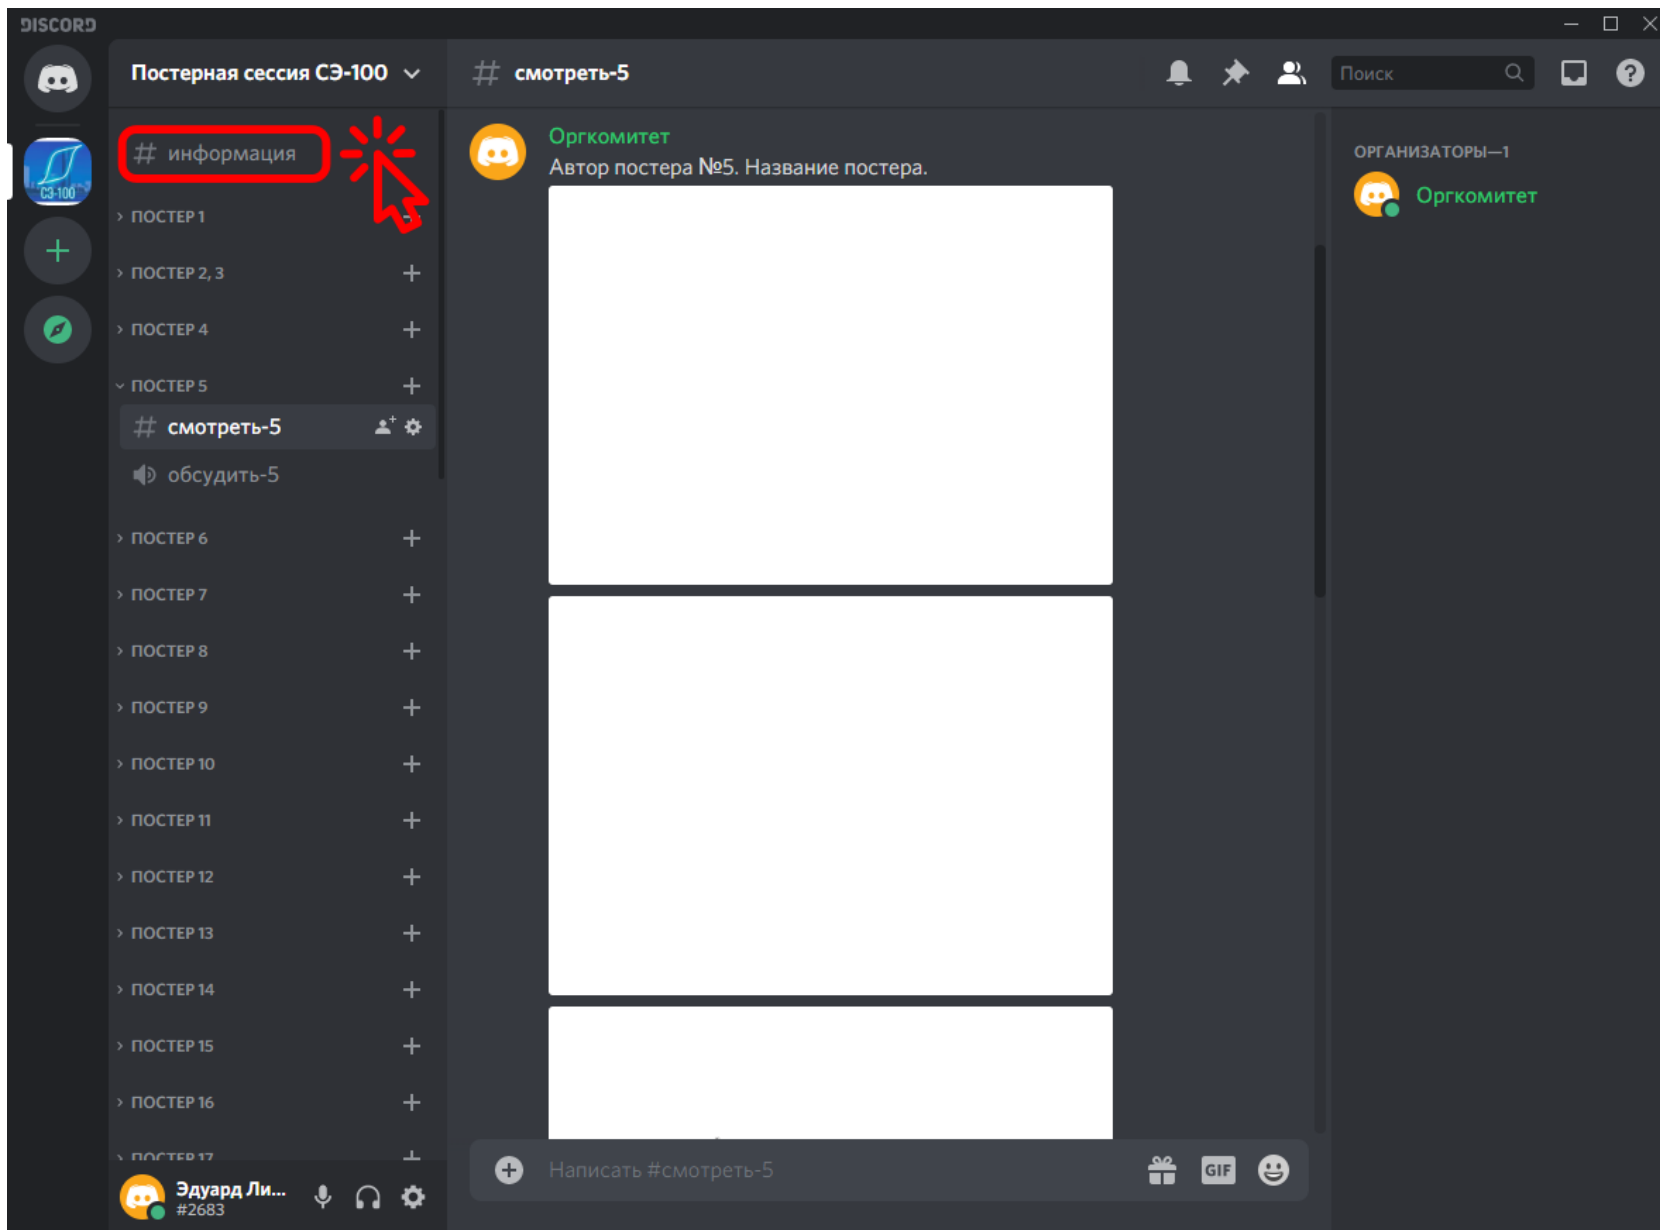 DISCORD
Постерная сессия СЭ-100
смотреть-5
Поиск
информация
СЭ-100
ПОСТЕР 1
ПОСТЕР 2, 3
ПОСТЕР 4
ПОСТЕР 5
смотреть-5
обсудить-5
ПОСТЕР 6
ПОСТЕР 7
ПОСТЕР 8
ПОСТЕР 9
ПОСТЕР 10
ПОСТЕР 11
ПОСТЕР 12
ПОСТЕР 13
ПОСТЕР 14
ПОСТЕР 15
ПОСТЕР 16
ПОСТЕР 17
Эдуард Ли...
#2683
Оргкомитет
Автор постера №5. Название постера.
Написать #смотреть-5
GIF
ОРГАНИЗАТОРЫ—1
Оргкомитет